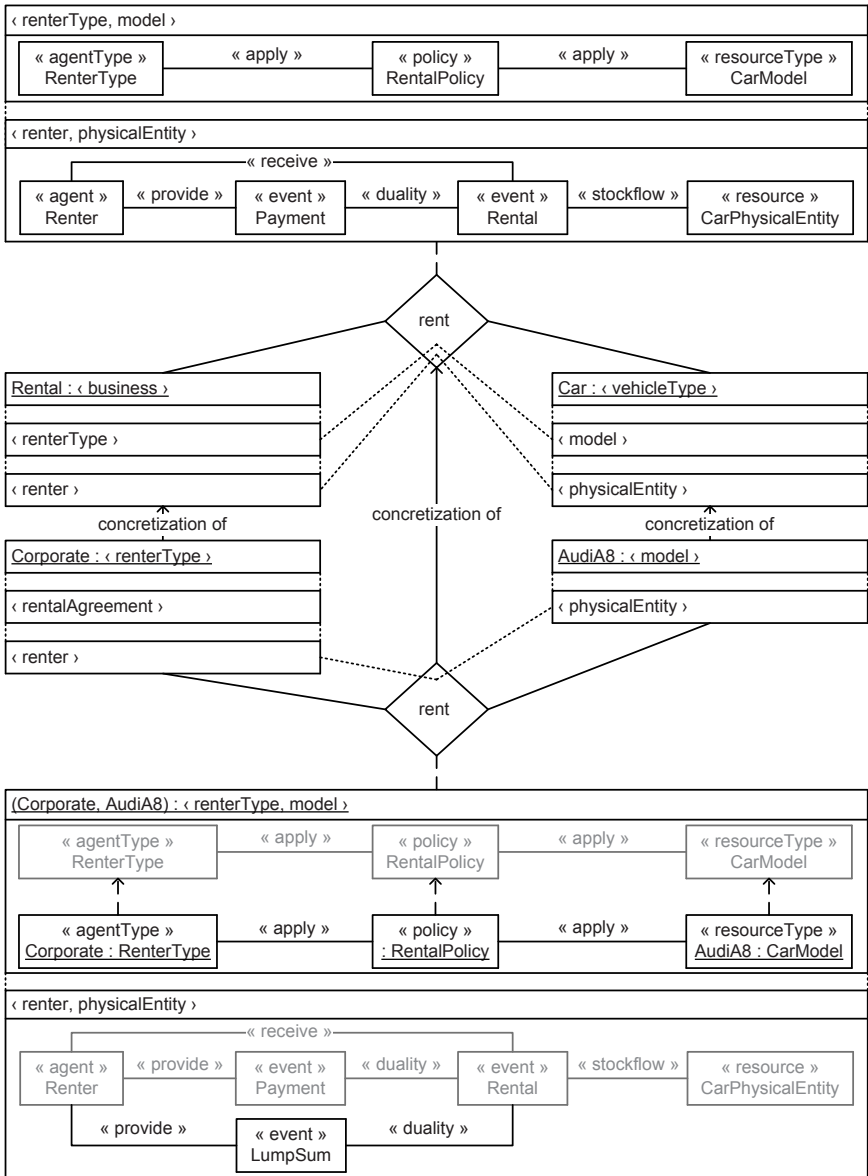 ‹ renterType, model ›
« agentType » « apply » « policy » « apply » « resourceType »
RenterType RentalPolicy CarModel
‹ renter, physicalEntity ›
« receive »
« agent » « provide » « event » « duality » « event » « stockflow » « resource »
Renter Payment Rental CarPhysicalEntity
rent
Rental : ‹ business › Car : ‹ vehicleType ›
‹ renterType › ‹ model ›
‹ renter › ‹ physicalEntity ›
concretization of concretization of concretization of
Corporate : ‹ renterType › AudiA8 : ‹ model ›
‹ rentalAgreement › ‹ physicalEntity ›
‹ renter ›
rent
(Corporate, AudiA8) : ‹ renterType, model ›
« agentType » « apply » « policy » « apply » « resourceType »
RenterType RentalPolicy CarModel
« agentType » « apply » « policy » « apply » « resourceType »
Corporate : RenterType : RentalPolicy AudiA8 : CarModel
‹ renter, physicalEntity ›
« receive »
« agent » « provide » « event » « duality » « event » « stockflow » « resource »
Renter Payment Rental CarPhysicalEntity
« provide » « event » « duality »
LumpSum